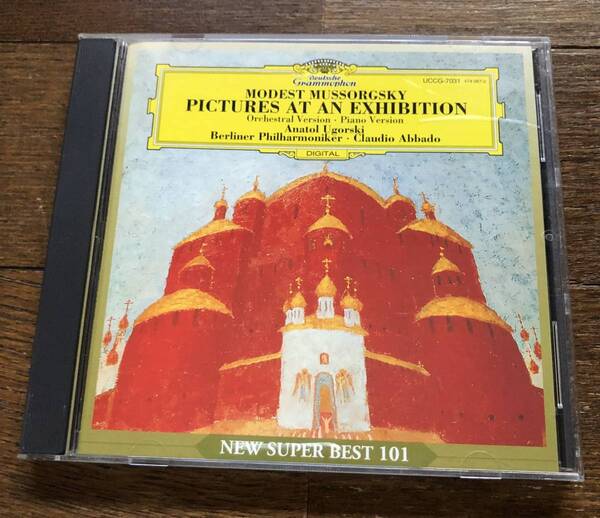 Deutsche
Grammophon
UCCG-7031
MODEST MUSSORGSKY
PICTURES AT AN EXHIBITION
Orchestral Version · Piano Version
Anatol Ugorski
Berliner Philharmoniker · Claudio Abbado
DIGITAL
NEW SUPER BEST 101